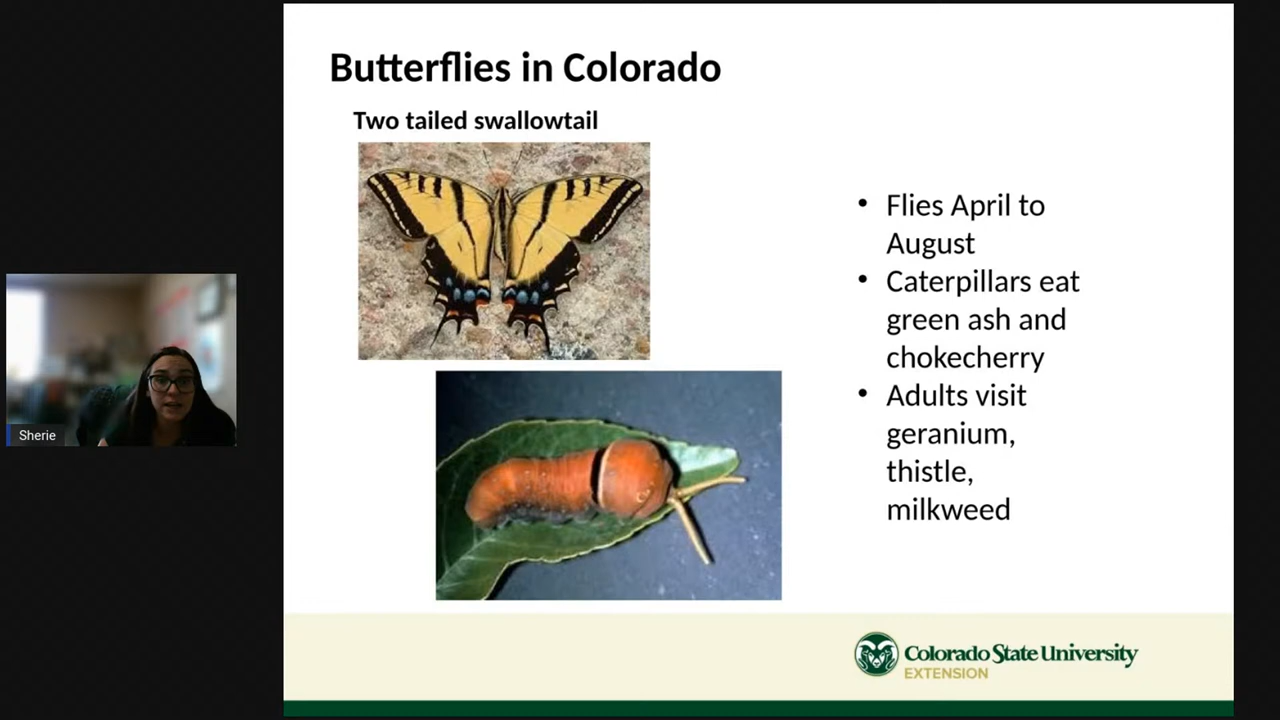 Butterflies in Colorado
Two tailed swallowtail
• Flies April to
August
• Caterpillars eat
green ash and
chokecherry
• Adults visit
geranium,
thistle,
milkweed
Sherie
Colorado State University
EXTENSION